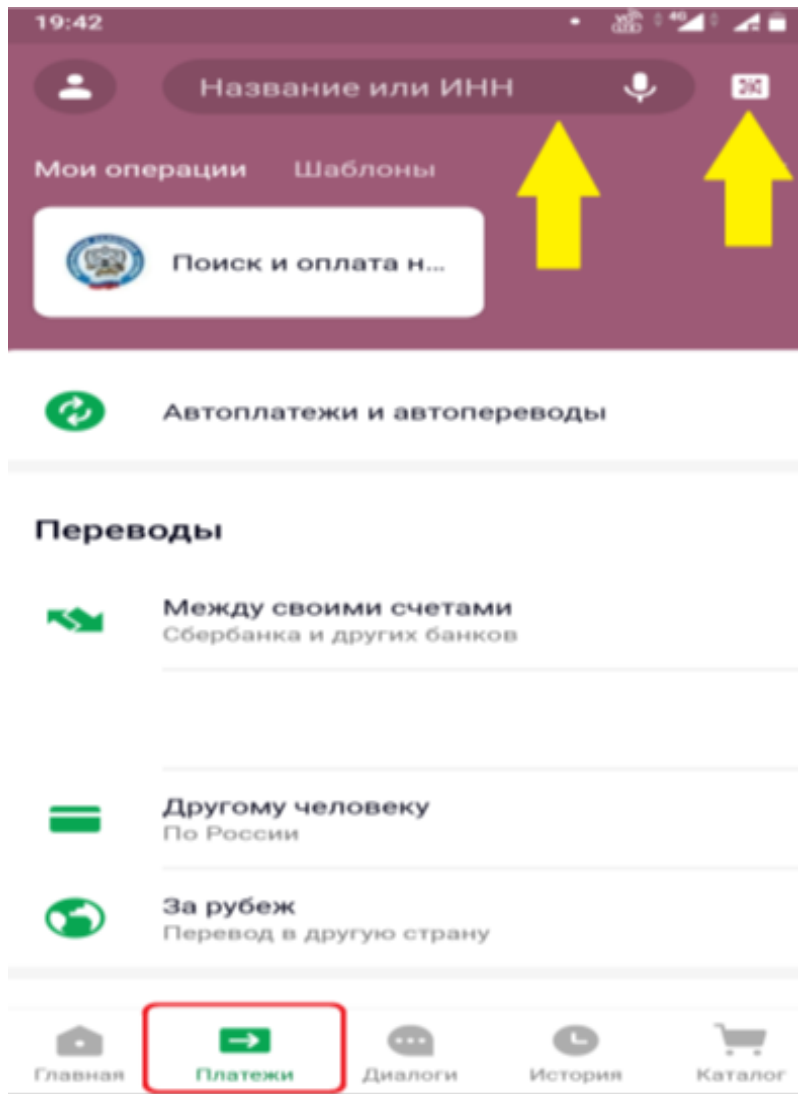 19:42
4G
Название или ИНН
Мои операции Шаблоны
Поиск и оплата н...
Автоплатежи и автопереводы
Переводы
Между своими счетами
Сбербанка и других банков
Другому человеку
По России
За рубеж
Перевод в другую страну
Главная Платежи Диалоги История Каталог